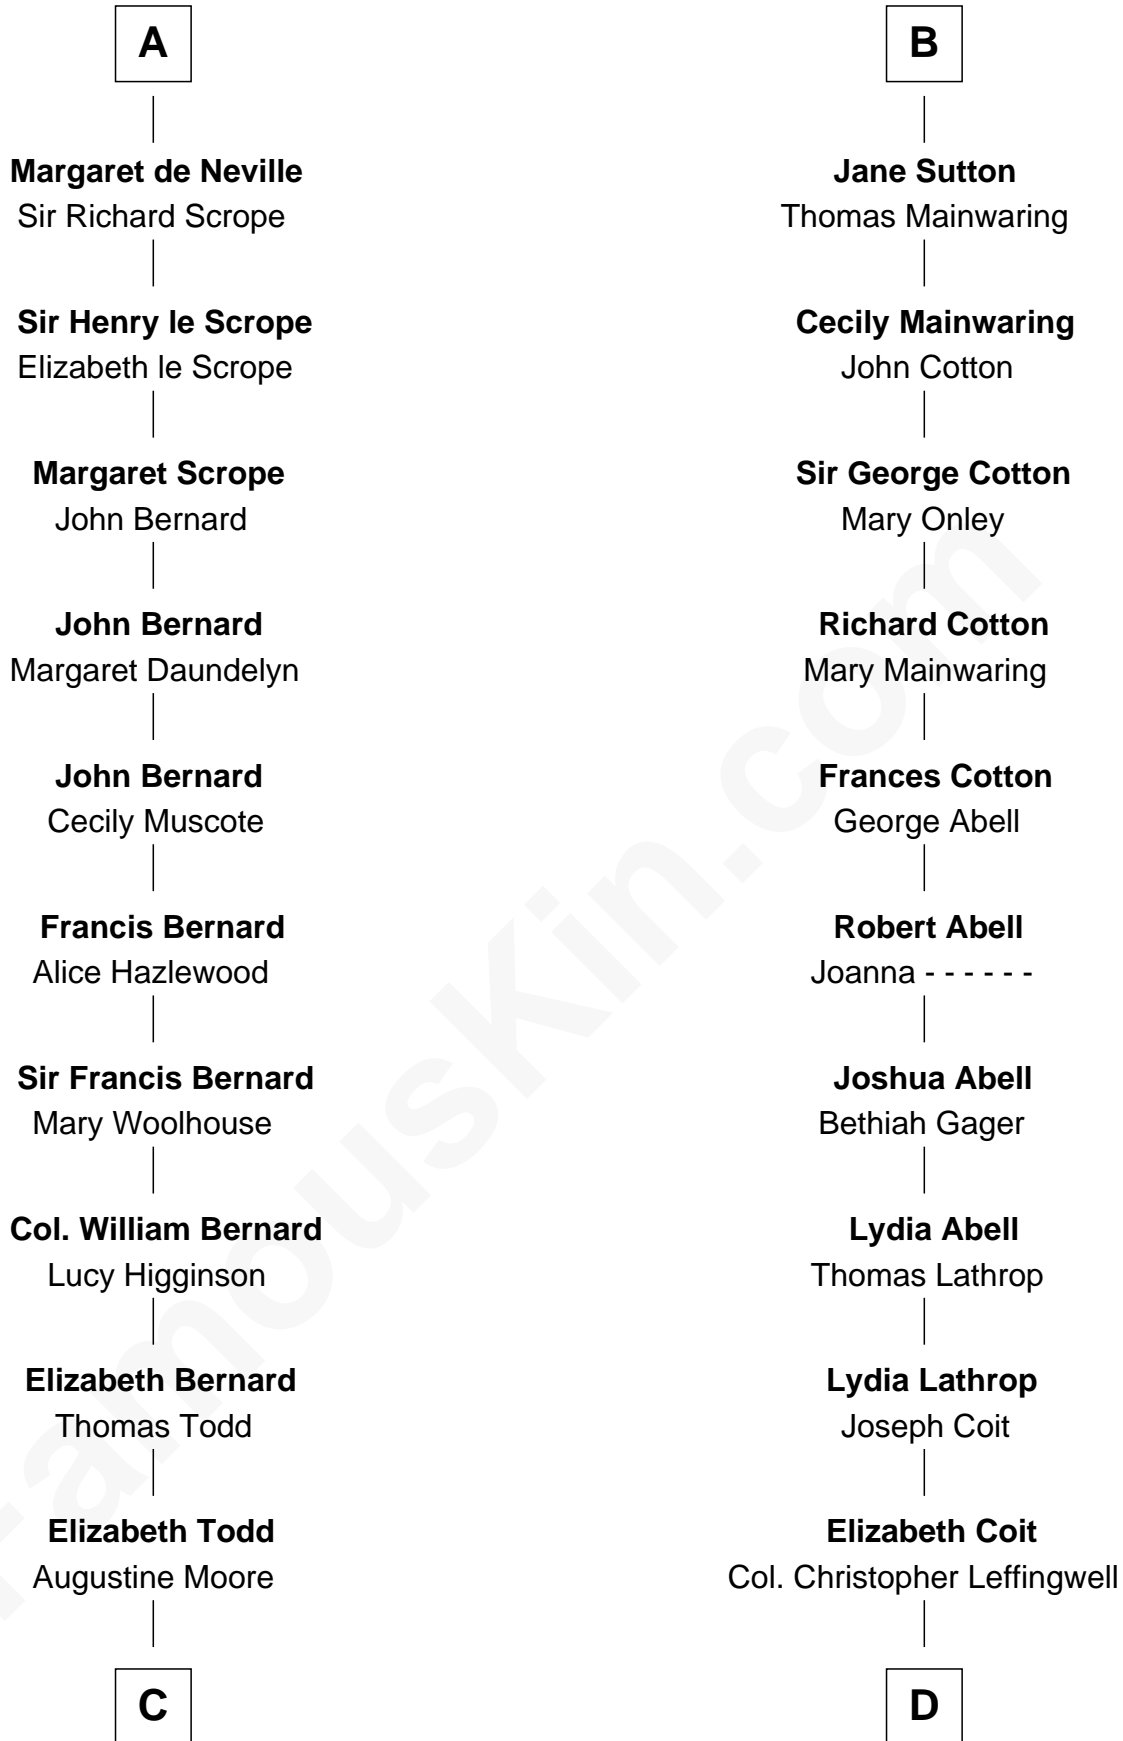 A
Margaret de Neville
Sir Richard Scrope
Sir Henry le Scrope
Elizabeth le Scrope
Margaret Scrope
John Bernard
John Bernard
Margaret Daundelyn
John Bernard
Cecily Muscote
Francis Bernard
Alice Hazlewood
Sir Francis Bernard
Mary Woolhouse
Col. William Bernard
Lucy Higginson
Elizabeth Bernard
Thomas Todd
Elizabeth Todd
Augustine Moore
C
B
Jane Sutton
Thomas Mainwaring
Cecily Mainwaring
John Cotton
Sir George Cotton
Mary Onley
Richard Cotton
Mary Mainwaring
Frances Cotton
George Abell
Robert Abell
Joanna - - - - - -
Joshua Abell
Bethiah Gager
Lydia Abell
Thomas Lathrop
Lydia Lathrop
Joseph Coit
Elizabeth Coit
Col. Christopher Leffingwell
D
FamousKin.com